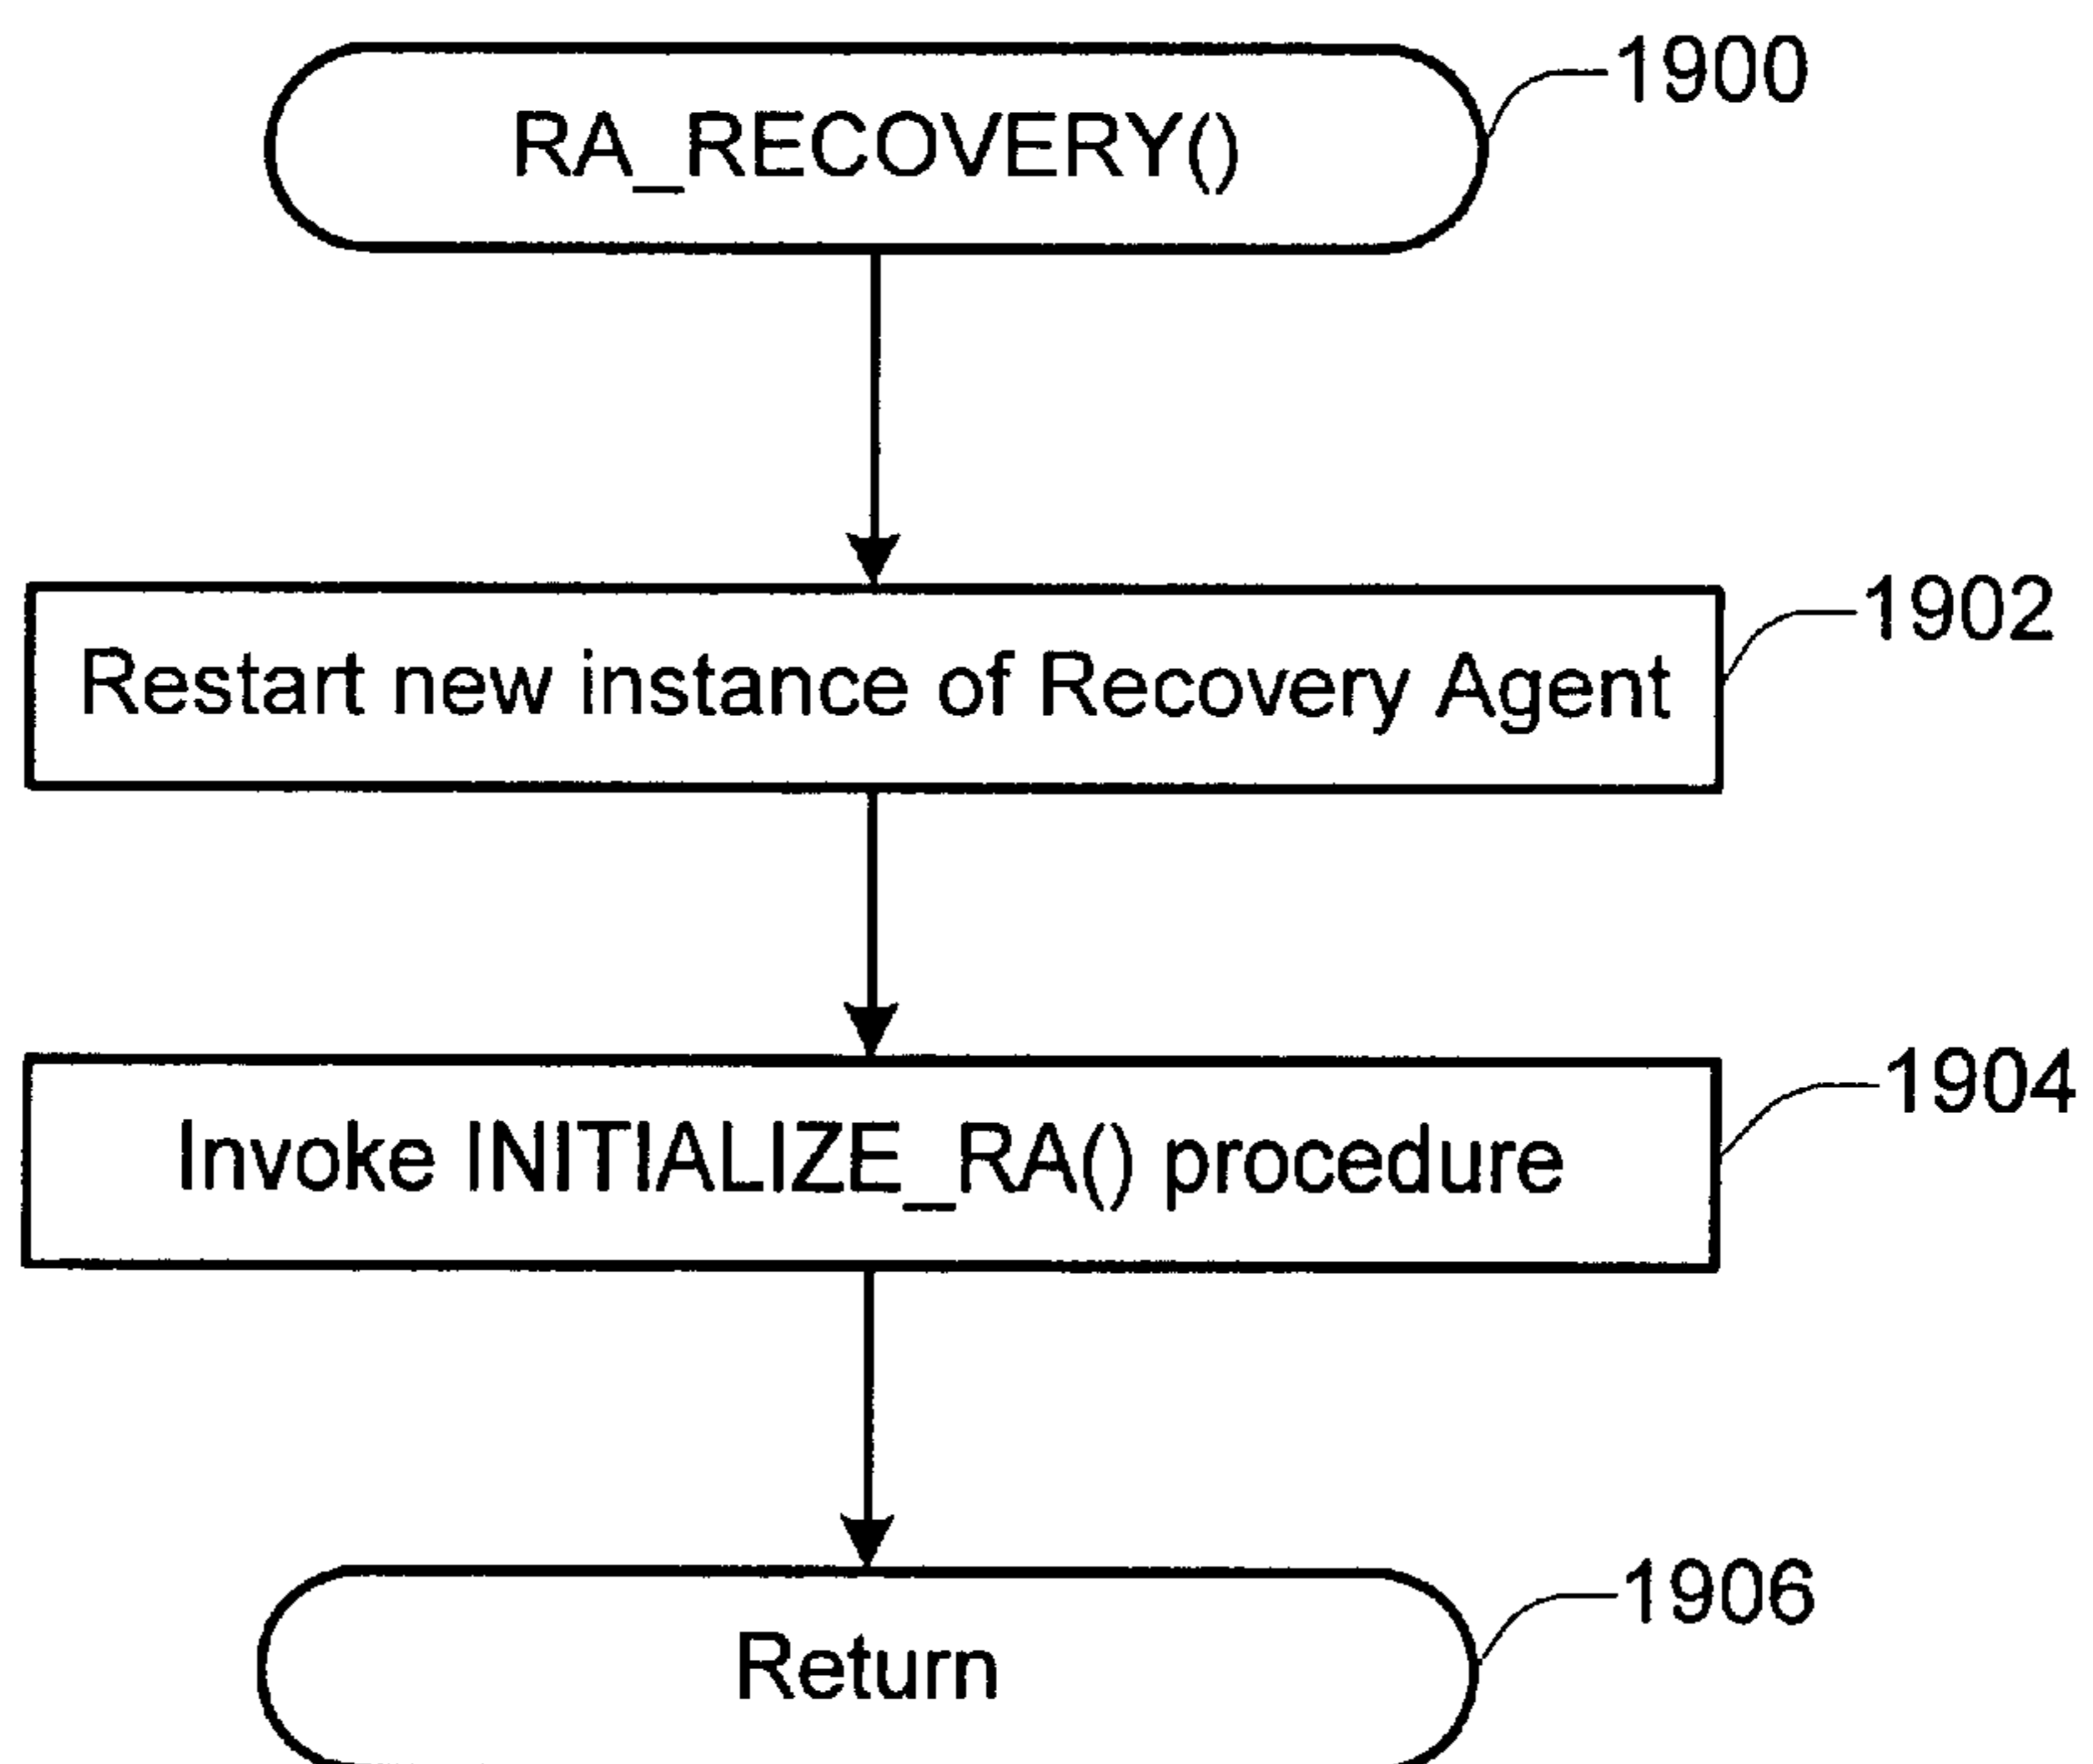 1900
RA_RECOVERY()
1902
Restart new instance of Recovery Agent
1904
Invoke INITIALIZE_RA() procedure
1906
Return